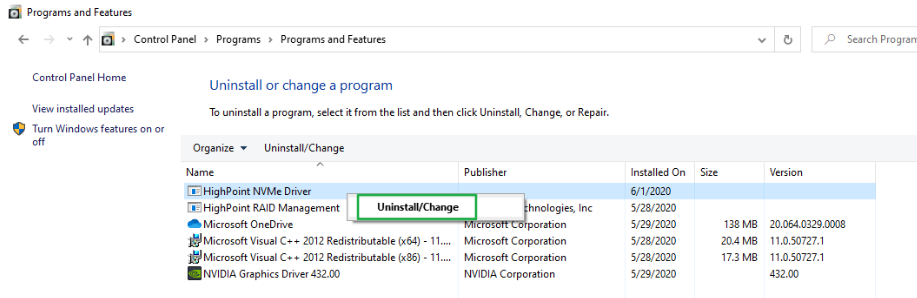 Programs and Features
Control Panel > Programs > Programs and Features
Search Program
Control Panel Home
View installed updates
Turn Windows features on or
off
Uninstall or change a program
To uninstall a program, select it from the list and then click Uninstall, Change, or Repair.
Organize Uninstall/Change
Name Publisher Installed On Size Version
HighPoint NVMe Driver 6/1/2020
Uninstall/Change
HighPoint RAID Management echnologies, Inc 5/28/2020
Microsoft OneDrive Microsoft Corporation 5/29/2020 138 MB 20.064.0329.0008
Microsoft Visual C++ 2012 Redistributable (x64) - 11.... Microsoft Corporation 5/28/2020 20.4 MB 11.0.50727.1
Microsoft Visual C++ 2012 Redistributable (x86) - 11.... Microsoft Corporation 5/28/2020 17.3 MB 11.0.50727.1
NVIDIA Graphics Driver 432.00 NVIDIA Corporation 5/29/2020 432.00